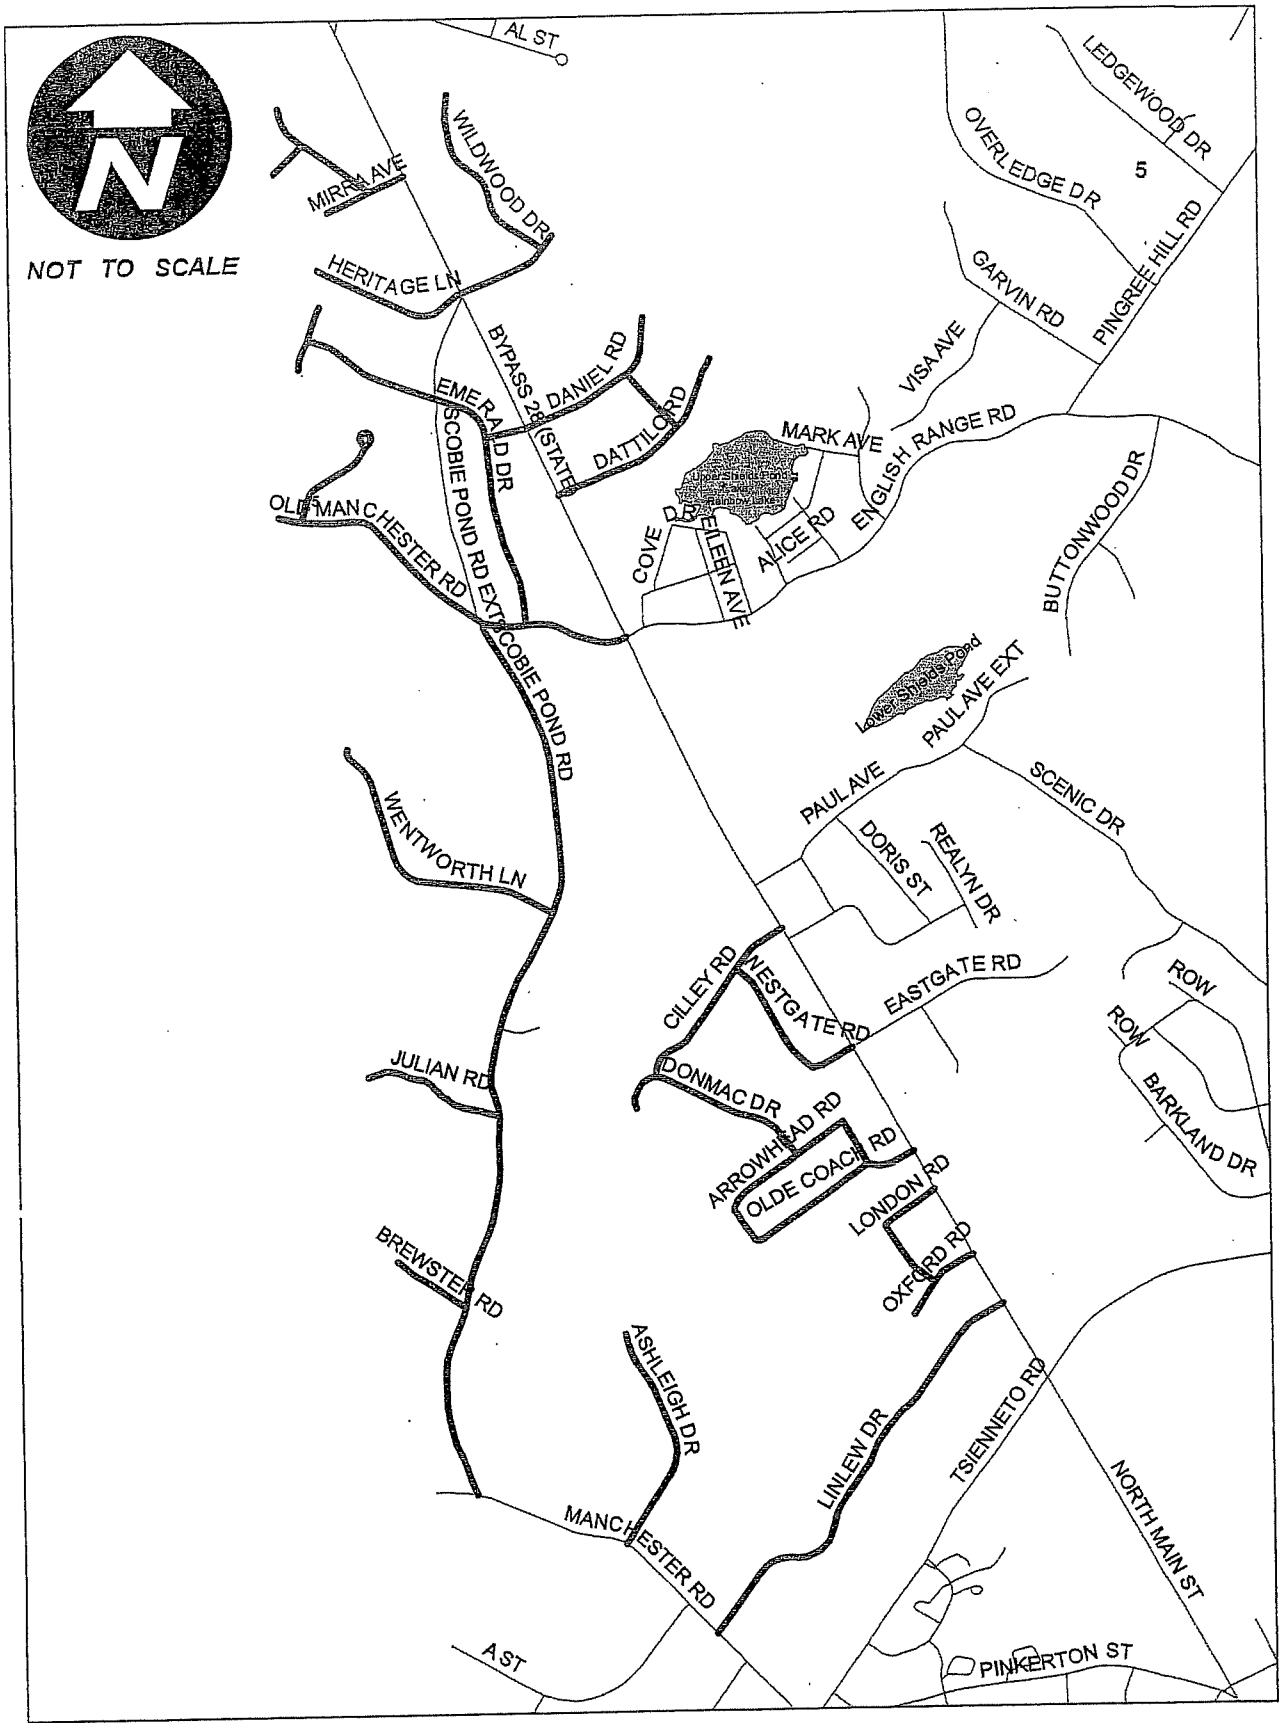 AL ST
LEDGEWOOD DR
OVERLEDGE DR
5
WILDWOOD DR
MIRRA AVE
N
NOT TO SCALE
HERITAGE LN
PINGREE HILL RD
GARVIN RD
VISA AVE
BYPASS 28 (STATE
DANIEL RD
EMERALD DR
DATTILO RD
MARK AVE
ENGLISH RANGE RD
Upper Shields Pond
Rainbow Lake
SCOBIE POND RD EXT
OLD MANCHESTER RD
COVE DR
EILEEN AVE
ALICE RD
BUTTONWOOD DR
SCOBIE POND RD
Lower Shields Pond
PAUL AVE EXT
PAUL AVE
SCENIC DR
WENTWORTH LN
DORIS ST
REALYN DR
CILLEY RD
WESTGATE RD
EASTGATE RD
ROW
ROW
JULIAN RD
DONMAC DR
BARKLAND DR
ARROWHEAD RD
OLDE COACH RD
LONDON RD
OXFORD RD
BREWSTER RD
ASHLEIGH DR
LINLEW DR
TSIENNETO RD
NORTH MAIN ST
MANCHESTER RD
A ST
PINKERTON ST